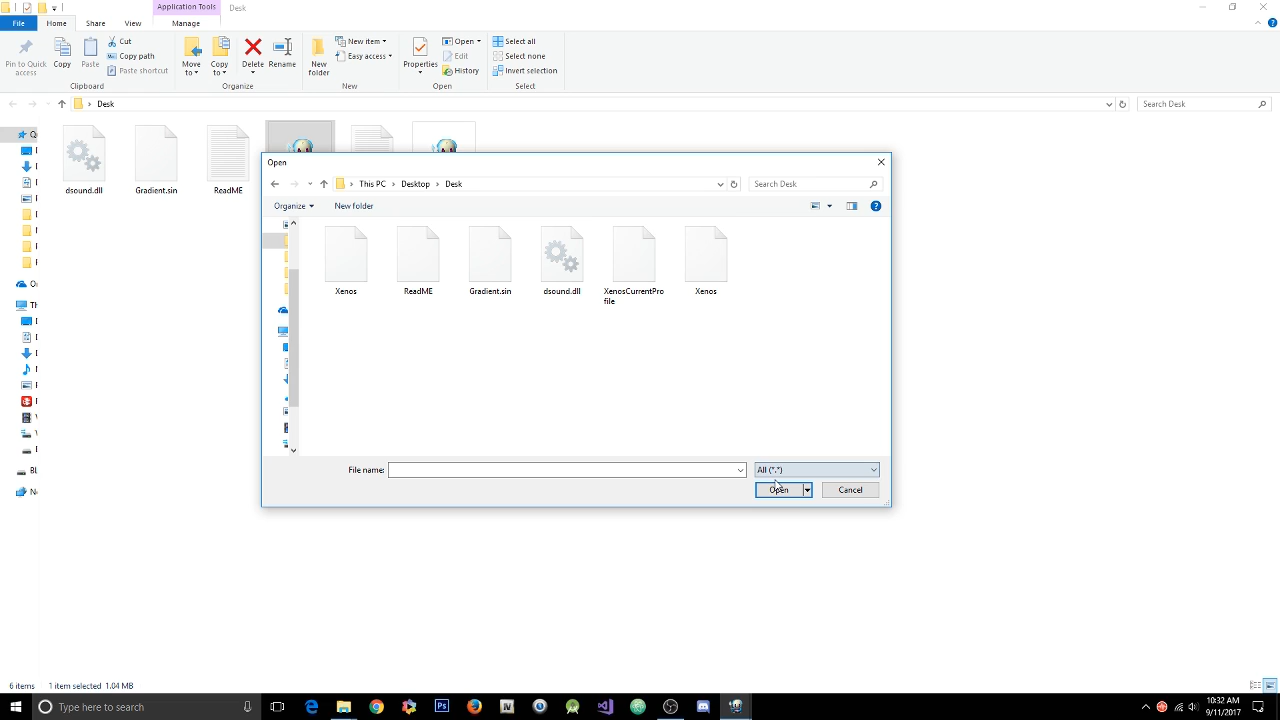 Application Tools
Desk
File
Home
Share
View
Manage
Pin to Quick access
Copy
Paste
Cut
Copy path
Paste shortcut
Move to
Copy to
Delete
Rename
New folder
New item
Easy access
Properties
Open
Edit
History
Select all
Select none
Invert selection
Clipboard
Organize
New
Open
Select
Desk
Search Desk
dsound.dll
Gradient.sin
ReadME
Open
This PC
Desktop
Desk
Search Desk
Organize
New folder
Xenos
ReadME
Gradient.sin
dsound.dll
XenosCurrentPro
file
Xenos
File name:
All (*.*)
Open
Cancel
6 items
1 item selected 1.04 MB
Type here to search
10:32 AM
9/11/2017